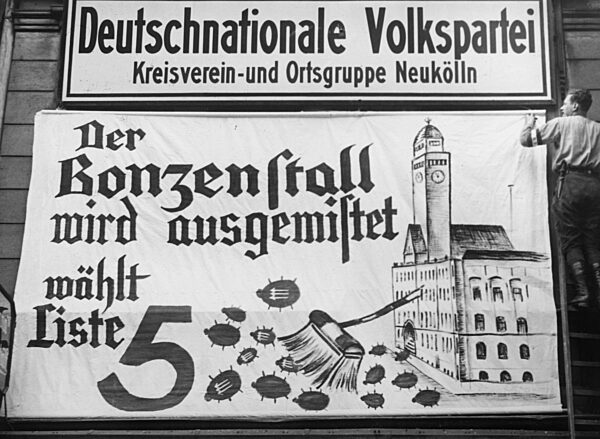 Deutschnationale Volkspartei
Kreisverein-und Ortsgruppe Neukölln
Der
Bonzenſtall
wird ausgemiſtet
wählt
Liste
5